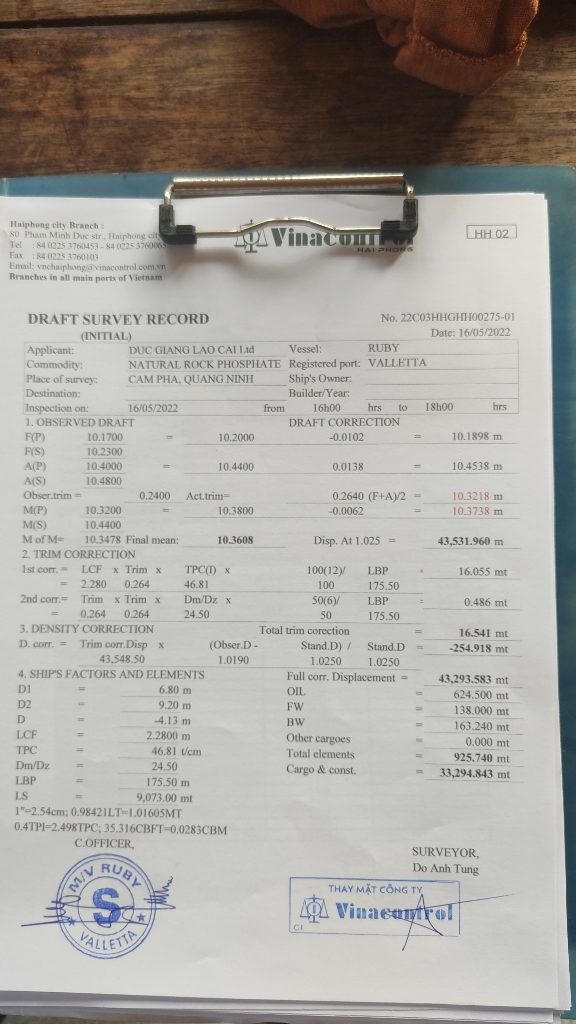 Haiphong city Branch :
80 Pham Minh Duc str., Haiphong city
Tel : 84 0225 3760453 - 84 0225 3760063
Fax : 84 0225 3760103
Email: vnchaiphong@vinacontrol.com.vn
Branches in all main ports of Vietnam
Vinacontrol
HAI PHONG
HH 02
DRAFT SURVEY RECORD No. 22C03HHGHH00275-01
(INITIAL) Date: 16/05/2022
Applicant: DUC GIANG LAO CAI Ltd Vessel: RUBY
Commodity: NATURAL ROCK PHOSPHATE Registered port: VALLETTA
Place of survey: CAM PHA, QUANG NINH Ship's Owner:
Destination: Builder/Year:
Inspection on: 16/05/2022 from 16h00 hrs to 18h00 hrs
1. OBSERVED DRAFT DRAFT CORRECTION
F(P) 10.1700 = 10.2000 -0.0102 = 10.1898 m
F(S) 10.2300
A(P) 10.4000 = 10.4400 0.0138 = 10.4538 m
A(S) 10.4800
Obser.trim = 0.2400 Act.trim= 0.2640 (F+A)/2 = 10.3218 m
M(P) 10.3200 = 10.3800 -0.0062 = 10.3738 m
M(S) 10.4400
M of M= 10.3478 Final mean: 10.3608 Disp. At 1.025 = 43,531.960 m
2. TRIM CORRECTION
1st corr. = LCF x Trim x TPC(I) x 100(12)/ LBP = 16.055 mt
= 2.280 0.264 46.81 100 175.50
2nd corr.= Trim x Trim x Dm/Dz x 50(6)/ LBP = 0.486 mt
= 0.264 0.264 24.50 50 175.50
3. DENSITY CORRECTION Total trim corection = 16.541 mt
D. corr. = Trim corr.Disp x (Obser.D - Stand.D) / Stand.D = -254.918 mt
43,548.50 1.0190 1.0250 1.0250
4. SHIP'S FACTORS AND ELEMENTS Full corr. Displacement = 43,293.583 mt
D1 = 6.80 m OIL = 624.500 mt
D2 = 9.20 m FW = 138.000 mt
D = -4.13 m BW = 163.240 mt
LCF = 2.2800 m Other cargoes = 0.000 mt
TPC = 46.81 t/cm Total elements = 925.740 mt
Dm/Dz = 24.50 Cargo & const. = 33,294.843 mt
LBP = 175.50 m
LS = 9,073.00 mt
1"=2.54cm; 0.98421LT=1.01605MT
0.4TPI=2.498TPC; 35.316CBFT=0.0283CBM
C.OFFICER, SURVEYOR,
Do Anh Tung
M/V RUBY
S
VALLETTA
THAY MẶT CÔNG TY
Vinacontrol
C1